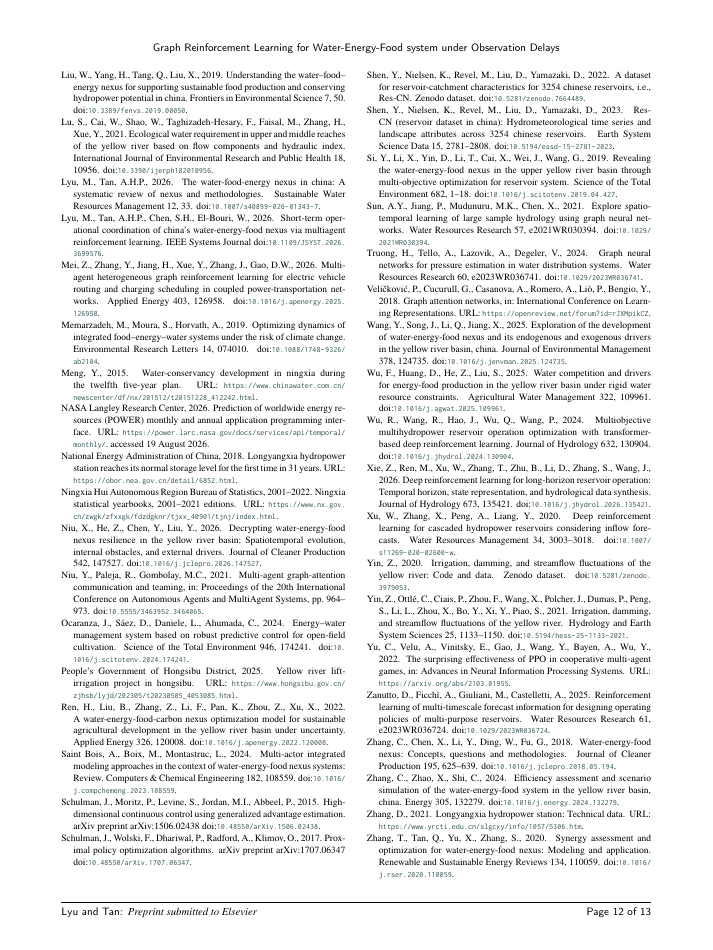 Graph Reinforcement Learning for Water-Energy-Food system under Observation Delays
Liu, W., Yang, H., Tang, Q., Liu, X., 2019. Understanding the water–food–
energy nexus for supporting sustainable food production and conserving
hydropower potential in china. Frontiers in Environmental Science 7, 50.
doi:10.3389/fenvs.2019.00050.
Lu, S., Cai, W., Shao, W., Taghizadeh-Hesary, F., Faisal, M., Zhang, H.,
Xue, Y., 2021. Ecological water requirement in upper and middle reaches
of the yellow river based on flow components and hydraulic index.
International Journal of Environmental Research and Public Health 18,
10956. doi:10.3390/ijerph182010956.
Lyu, M., Tan, A.H.P., 2026. The water-food-energy nexus in china: A
systematic review of nexus and methodologies. Sustainable Water
Resources Management 12, 33. doi:10.1007/s40899-026-01343-7.
Lyu, M., Tan, A.H.P., Chen, S.H., El-Bouri, W., 2026. Short-term oper-
ational coordination of china's water-energy-food nexus via multiagent
reinforcement learning. IEEE Systems Journal doi:10.1109/JSYST.2026.
3699576.
Mei, Z., Zhang, Y., Jiang, H., Xue, Y., Zhang, J., Gao, D.W., 2026. Multi-
agent heterogeneous graph reinforcement learning for electric vehicle
routing and charging scheduling in coupled power-transportation net-
works. Applied Energy 403, 126958. doi:10.1016/j.apenergy.2025.
126958.
Memarzadeh, M., Moura, S., Horvath, A., 2019. Optimizing dynamics of
integrated food–energy–water systems under the risk of climate change.
Environmental Research Letters 14, 074010. doi:10.1088/1748-9326/
ab2104.
Meng, Y., 2015. Water-conservancy development in ningxia during
the twelfth five-year plan. URL: https://www.chinawater.com.cn/
newscenter/df/nx/201512/t20151228_412242.html.
NASA Langley Research Center, 2026. Prediction of worldwide energy re-
sources (POWER) monthly and annual application programming inter-
face. URL: https://power.larc.nasa.gov/docs/services/api/temporal/
monthly/. accessed 19 August 2026.
National Energy Administration of China, 2018. Longyangxia hydropower
station reaches its normal storage level for the first time in 31 years. URL:
https://obor.nea.gov.cn/detail/6852.html.
Ningxia Hui Autonomous Region Bureau of Statistics, 2001–2022. Ningxia
statistical yearbooks, 2001–2021 editions. URL: https://www.nx.gov.
cn/zwgk/zfxxgk/fdzdgknr/tjxx_40901/tjnj/index.html.
Niu, X., He, Z., Chen, Y., Liu, Y., 2026. Decrypting water-energy-food
nexus resilience in the yellow river basin: Spatoitemporal evolution,
internal obstacles, and external drivers. Journal of Cleaner Production
542, 147527. doi:10.1016/j.jclepro.2026.147527.
Niu, Y., Paleja, R., Gombolay, M.C., 2021. Multi-agent graph-attention
communication and teaming, in: Proceedings of the 20th International
Conference on Autonomous Agents and MultiAgent Systems, pp. 964–
973. doi:10.5555/3463952.3464065.
Ocaranza, J., Sáez, D., Daniele, L., Ahumada, C., 2024. Energy–water
management system based on robust predictive control for open-field
cultivation. Science of the Total Environment 946, 174241. doi:10.
1016/j.scitotenv.2024.174241.
People's Government of Hongsibu District, 2025. Yellow river lift-
irrigation project in hongsibu. URL: https://www.hongsibu.gov.cn/
zjhsb/lyjd/202305/t20230505_4053085.html.
Ren, H., Liu, B., Zhang, Z., Li, F., Pan, K., Zhou, Z., Xu, X., 2022.
A water-energy-food-carbon nexus optimization model for sustainable
agricultural development in the yellow river basin under uncertainty.
Applied Energy 326, 120008. doi:10.1016/j.apenergy.2022.120008.
Saint Bois, A., Boix, M., Montastruc, L., 2024. Multi-actor integrated
modeling approaches in the context of water-energy-food nexus systems:
Review. Computers & Chemical Engineering 182, 108559. doi:10.1016/
j.compchemeng.2023.108559.
Schulman, J., Moritz, P., Levine, S., Jordan, M.I., Abbeel, P., 2015. High-
dimensional continuous control using generalized advantage estimation.
arXiv preprint arXiv:1506.02438 doi:10.48550/arXiv.1506.02438.
Schulman, J., Wolski, F., Dhariwal, P., Radford, A., Klimov, O., 2017. Prox-
imal policy optimization algorithms. arXiv preprint arXiv:1707.06347
doi:10.48550/arXiv.1707.06347.
Shen, Y., Nielsen, K., Revel, M., Liu, D., Yamazaki, D., 2022. A dataset
for reservoir-catchment characteristics for 3254 chinese reservoirs, i.e.,
Res-CN. Zenodo dataset. doi:10.5281/zenodo.7664489.
Shen, Y., Nielsen, K., Revel, M., Liu, D., Yamazaki, D., 2023. Res-
CN (reservoir dataset in china): Hydrometeorological time series and
landscape attributes across 3254 chinese reservoirs. Earth System
Science Data 15, 2781–2808. doi:10.5194/essd-15-2781-2023.
Si, Y., Li, X., Yin, D., Li, T., Cai, X., Wei, J., Wang, G., 2019. Revealing
the water-energy-food nexus in the upper yellow river basin through
multi-objective optimization for reservoir system. Science of the Total
Environment 682, 1–18. doi:10.1016/j.scitotenv.2019.04.427.
Sun, A.Y., Jiang, P., Mudunuru, M.K., Chen, X., 2021. Explore spatio-
temporal learning of large sample hydrology using graph neural net-
works. Water Resources Research 57, e2021WR030394. doi:10.1029/
2021WR030394.
Truong, H., Tello, A., Lazovik, A., Degeler, V., 2024. Graph neural
networks for pressure estimation in water distribution systems. Water
Resources Research 60, e2023WR036741. doi:10.1029/2023WR036741.
Veličković, P., Cucurull, G., Casanova, A., Romero, A., Liò, P., Bengio, Y.,
2018. Graph attention networks, in: International Conference on Learn-
ing Representations. URL: https://openreview.net/forum?id=rJXMpikCZ.
Wang, Y., Song, J., Li, Q., Jiang, X., 2025. Exploration of the development
of water-energy-food nexus and its endogenous and exogenous drivers
in the yellow river basin, china. Journal of Environmental Management
378, 124735. doi:10.1016/j.jenvman.2025.124735.
Wu, F., Huang, D., He, Z., Liu, S., 2025. Water competition and drivers
for energy-food production in the yellow river basin under rigid water
resource constraints. Agricultural Water Management 322, 109961.
doi:10.1016/j.agwat.2025.109961.
Wu, R., Wang, R., Hao, J., Wu, Q., Wang, P., 2024. Multiobjective
multihydropower reservoir operation optimization with transformer-
based deep reinforcement learning. Journal of Hydrology 632, 130904.
doi:10.1016/j.jhydrol.2024.130904.
Xie, Z., Ren, M., Xu, W., Zhang, T., Zhu, B., Li, D., Zhang, S., Wang, J.,
2026. Deep reinforcement learning for long-horizon reservoir operation:
Temporal horizon, state representation, and hydrological data synthesis.
Journal of Hydrology 673, 135421. doi:10.1016/j.jhydrol.2026.135421.
Xu, W., Zhang, X., Peng, A., Liang, Y., 2020. Deep reinforcement
learning for cascaded hydropower reservoirs considering inflow fore-
casts. Water Resources Management 34, 3003–3018. doi:10.1007/
s11269-020-02600-w.
Yin, Z., 2020. Irrigation, damming, and streamflow fluctuations of the
yellow river: Code and data. Zenodo dataset. doi:10.5281/zenodo.
3979053.
Yin, Z., Ottlé, C., Ciais, P., Zhou, F., Wang, X., Polcher, J., Dumas, P., Peng,
S., Li, L., Zhou, X., Bo, Y., Xi, Y., Piao, S., 2021. Irrigation, damming,
and streamflow fluctuations of the yellow river. Hydrology and Earth
System Sciences 25, 1133–1150. doi:10.5194/hess-25-1133-2021.
Yu, C., Velu, A., Vinitsky, E., Gao, J., Wang, Y., Bayen, A., Wu, Y.,
2022. The surprising effectiveness of PPO in cooperative multi-agent
games, in: Advances in Neural Information Processing Systems. URL:
https://arxiv.org/abs/2103.01955.
Zanutto, D., Ficchì, A., Giuliani, M., Castelletti, A., 2025. Reinforcement
learning of multi-timescale forecast information for designing operating
policies of multi-purpose reservoirs. Water Resources Research 61,
e2023WR036724. doi:10.1029/2023WR036724.
Zhang, C., Chen, X., Li, Y., Ding, W., Fu, G., 2018. Water-energy-food
nexus: Concepts, questions and methodologies. Journal of Cleaner
Production 195, 625–639. doi:10.1016/j.jclepro.2018.05.194.
Zhang, C., Zhao, X., Shi, C., 2024. Efficiency assessment and scenario
simulation of the water-energy-food system in the yellow river basin,
china. Energy 305, 132279. doi:10.1016/j.energy.2024.132279.
Zhang, D., 2021. Longyangxia hydropower station: Technical data. URL:
https://www.yrcti.edu.cn/slgcxy/info/1057/5306.htm.
Zhang, T., Tan, Q., Yu, X., Zhang, S., 2020. Synergy assessment and
optimization for water-energy-food nexus: Modeling and application.
Renewable and Sustainable Energy Reviews 134, 110059. doi:10.1016/
j.rser.2020.110059.
Lyu and Tan: Preprint submitted to Elsevier
Page 12 of 13